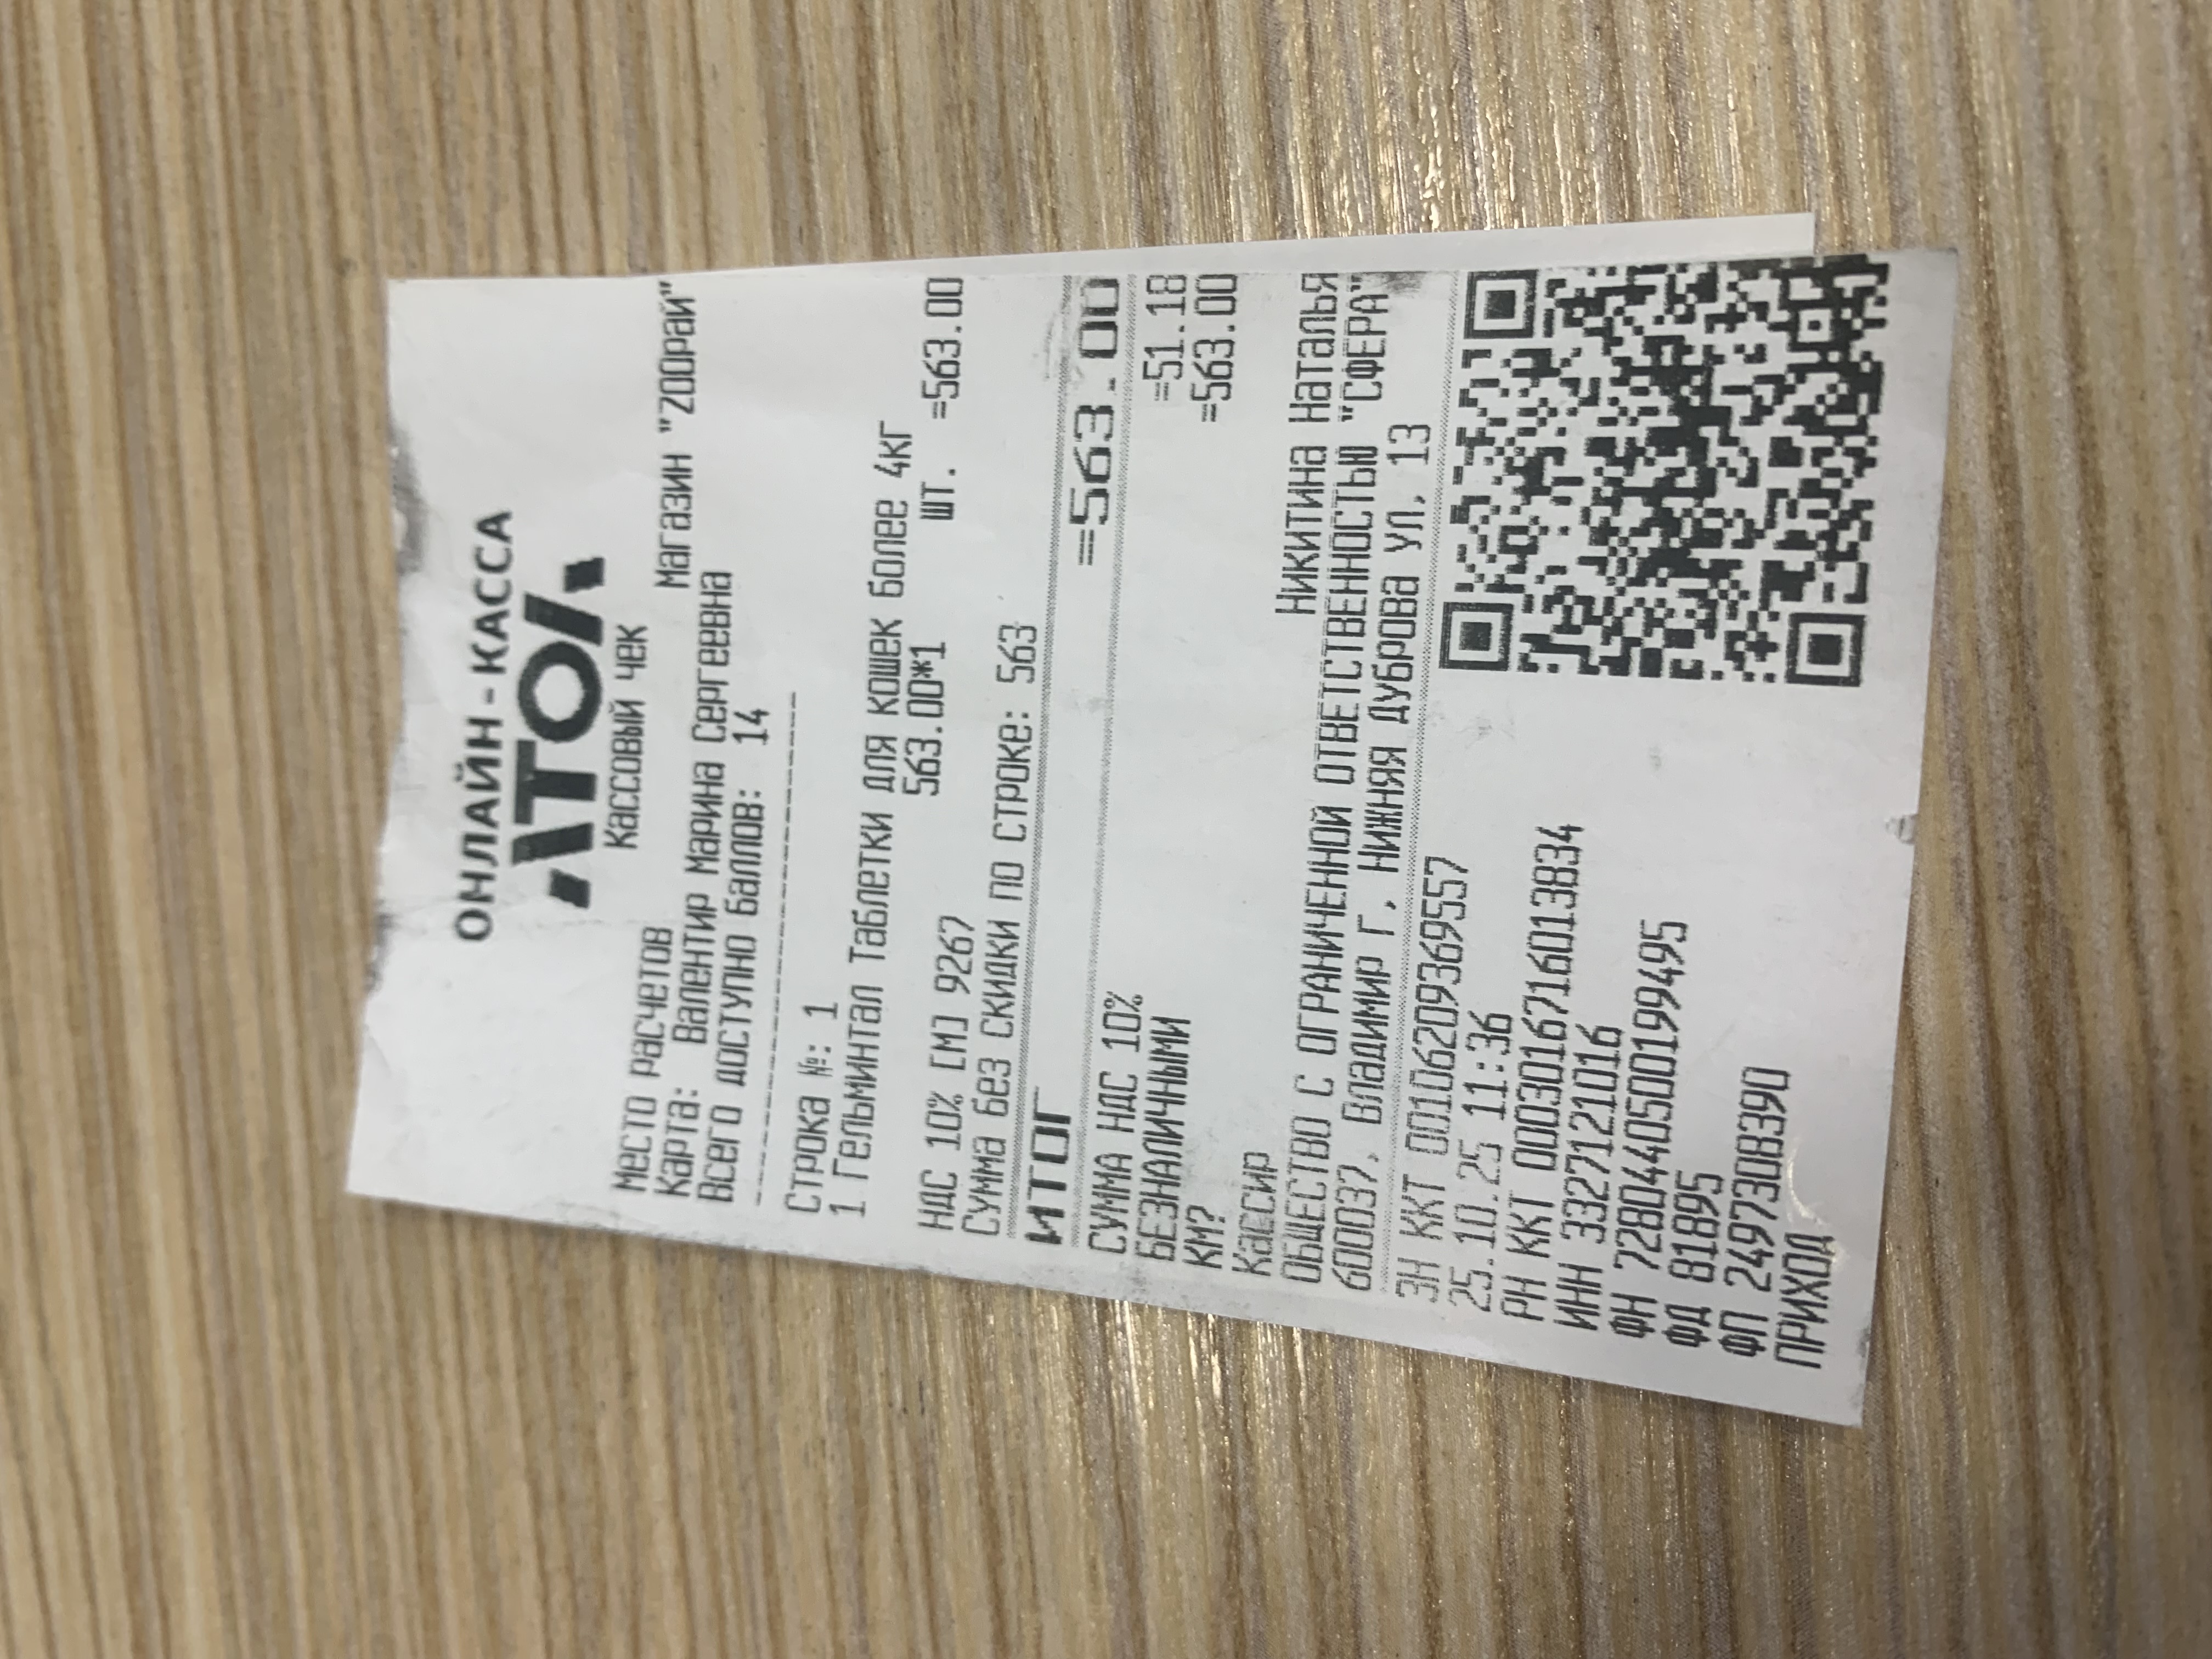 ОНЛАЙН-КАССА
АТОЛ
Кассовый чек
Место расчетов Магазин "ZООРАЙ"
Карта: Валентир Марина Сергеевна
Всего доступно баллов: 14
Строка №: 1
1 Гельминтал Таблетки для кошек более 4кг
563.00*1 шт. =563.00
НДС 10% [М] 9267
Сумма без скидки по строке: 563
ИТОГ =563.00
СУММА НДС 10% =51.18
БЕЗНАЛИЧНЫМИ =563.00
КМ?
Кассир Никитина Наталья
ОБЩЕСТВО С ОГРАНИЧЕННОЙ ОТВЕТСТВЕННОСТЬЮ "СФЕРА"
600037, Владимир г, Нижняя Дуброва ул, 13
ЗН ККТ 00106209369557
25.10.25 11:36
РН ККТ 0003016716013834
ИНН 3327121016
ФН 7280440500199495
ФД 81895
ФП 2497308390
ПРИХОД